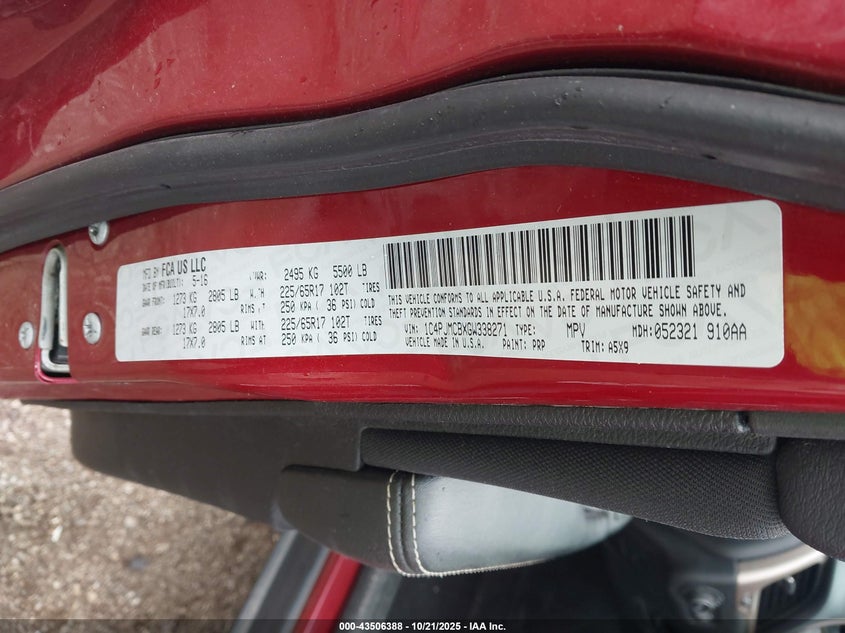 MFD BY FCA US LLC
DATE OF MFR(BUILT): 5-16
GVWR: 2495 KG 5500 LB
GAWR FRONT: 1273 KG 2805 LB WITH 225/65R17 102T TIRES
17X7.0 RIMS AT 250 KPA ( 36 PSI) COLD
GAWR REAR: 1273 KG 2805 LB WITH 225/65R17 102T TIRES
17X7.0 RIMS AT 250 KPA ( 36 PSI) COLD
THIS VEHICLE CONFORMS TO ALL APPLICABLE U.S.A. FEDERAL MOTOR VEHICLE SAFETY AND
THEFT PREVENTION STANDARDS IN EFFECT ON THE DATE OF MANUFACTURE SHOWN ABOVE.
VIN: 1C4PJMCBXGW338271 MPV MDH: 052321 910AA
VEHICLE MADE IN U.S.A. PAINT: PRP TRIM: A5X9
000-43506388 - 10/21/2025 - IAA Inc.